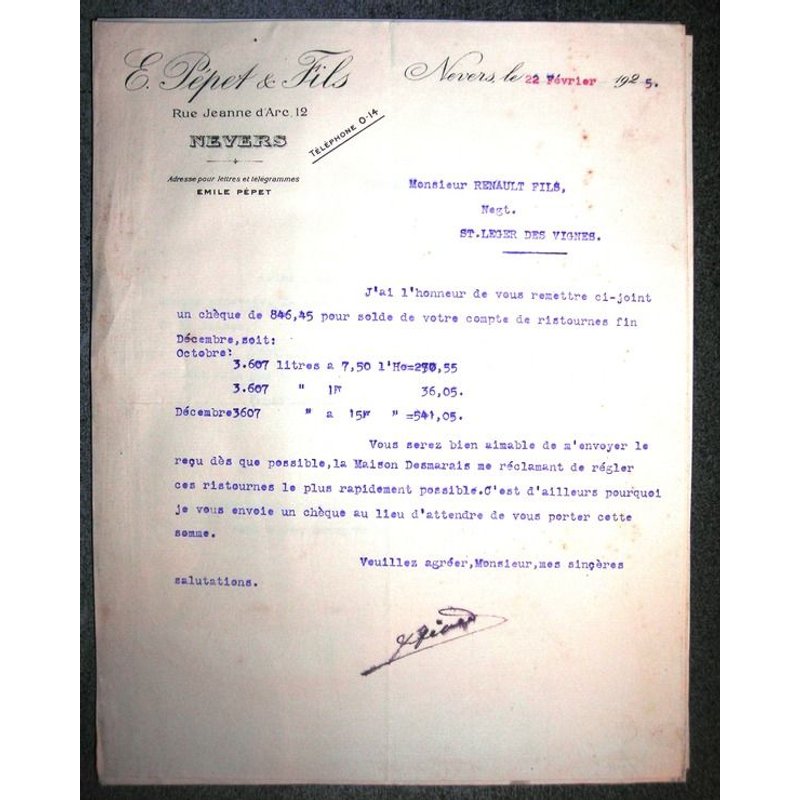 E. Pépet & Fils
Rue Jeanne d'Arc, 12
NEVERS
TÉLÉPHONE 0-14
Adresse pour lettres et télégrammes
EMILE PÉPET
Nevers, le 22 Février 1925.
Monsieur RENAULT FILS,
Negt.
ST.LEGER DES VIGNES.
J'ai l'honneur de vous remettre ci-joint
un chèque de 846,45 pour solde de votre compte de ristournes fin
Décembre,soit:
Octobre:
3.607 litres a 7,50 l'Ho=270,55
3.607 " 1F 36,05.
Décembre3607 " a 15F " =541,05.
Vous serez bien aimable de m'envoyer le
reçu dès que possible,la Maison Desmarais me réclamant de régler
ces ristournes le plus rapidement possible.C'est d'ailleurs pourquoi
je vous envoie un chèque au lieu d'attendre de vous porter cette
somme.
Veuillez agréer,Monsieur,mes sinçères
salutations.